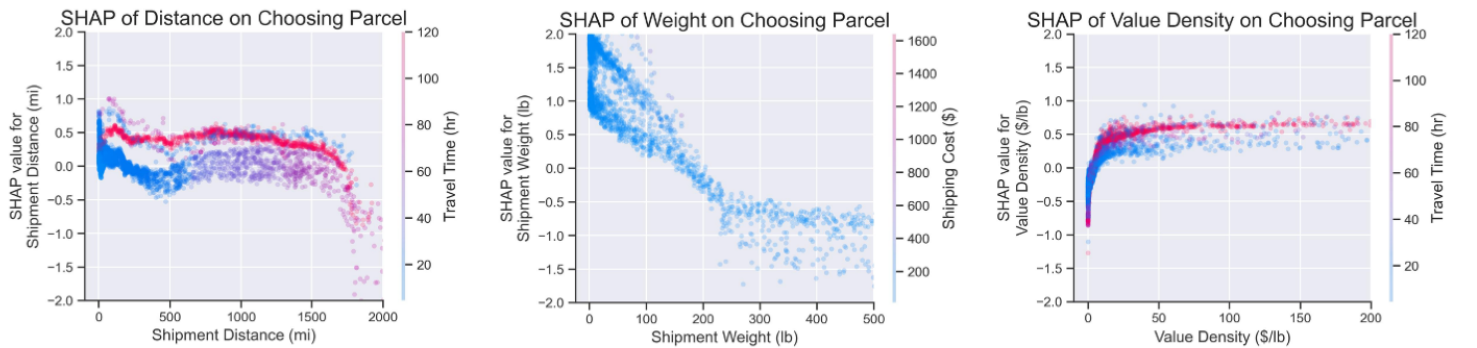 SHAP of Distance on Choosing Parcel
2.0
1.5
1.0
0.5
0.0
−0.5
−1.0
−1.5
−2.0
SHAP value for
Shipment Distance (mi)
0 500 1000 1500 2000
Shipment Distance (mi)
120
100
80
60
40
20
Travel Time (hr)
SHAP of Weight on Choosing Parcel
2.0
1.5
1.0
0.5
0.0
−0.5
−1.0
−1.5
−2.0
SHAP value for
Shipment Weight (lb)
0 100 200 300 400 500
Shipment Weight (lb)
1600
1400
1200
1000
800
600
400
200
Shipping Cost ($)
SHAP of Value Density on Choosing Parcel
2.0
1.5
1.0
0.5
0.0
−0.5
−1.0
−1.5
−2.0
SHAP value for
Value Density ($/lb)
0 50 100 150 200
Value Density ($/lb)
120
100
80
60
40
20
Travel Time (hr)